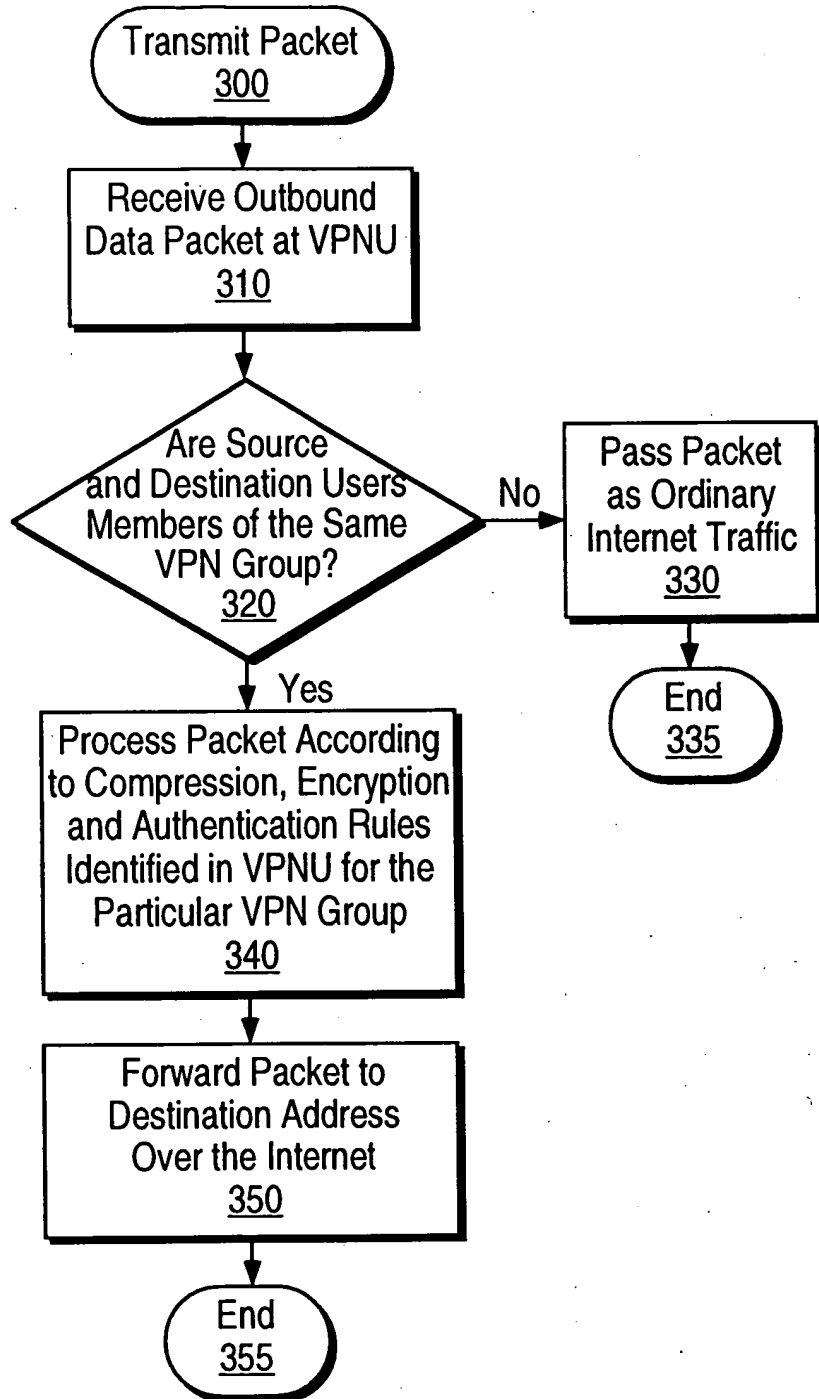 Transmit Packet
300
Receive Outbound
Data Packet at VPNU
310
Are Source
and Destination Users
Members of the Same
VPN Group?
320
No
Pass Packet
as Ordinary
Internet Traffic
330
End
335
Yes
Process Packet According
to Compression, Encryption
and Authentication Rules
Identified in VPNU for the
Particular VPN Group
340
Forward Packet to
Destination Address
Over the Internet
350
End
355